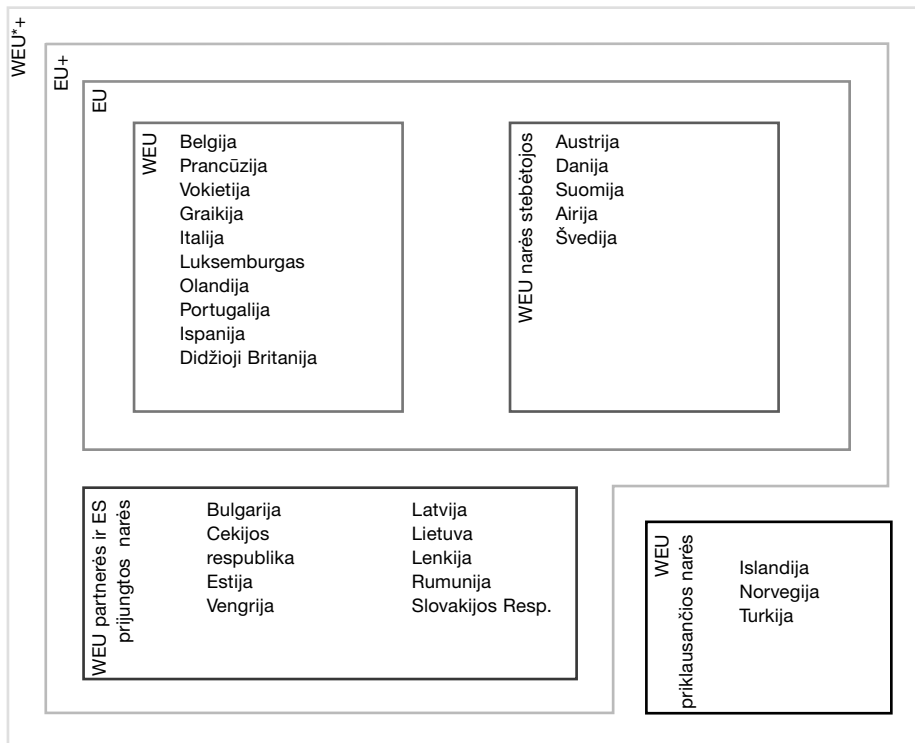 WEU*+
EU+
EU
WEU
Belgija
Prancūzija
Vokietija
Graikija
Italija
Luksemburgas
Olandija
Portugalija
Ispanija
Didžioji Britanija
WEU narės stebėtojos
Austrija
Danija
Suomija
Airija
Švedija
WEU partnerės ir ES
prijungtos narės
Bulgarija
Cekijos
respublika
Estija
Vengrija
Latvija
Lietuva
Lenkija
Rumunija
Slovakijos Resp.
WEU
priklausančios narės
Islandija
Norvegija
Turkija